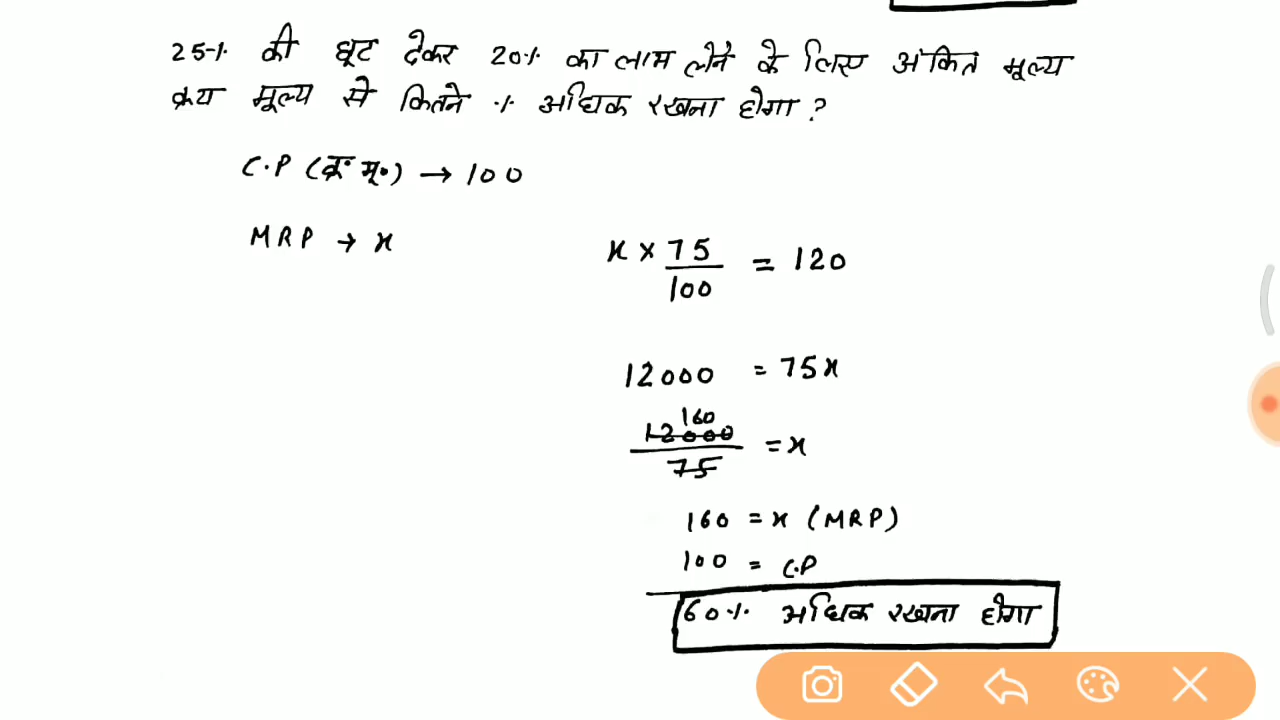 25% की छूट देकर 20% का लाभ लेने के लिए अंकित मूल्य
क्रय मूल्य से कितने % अधिक रखना होगा ?
C.P (क्र. मू.) → 100
MRP → x
x × 75/100 = 120
12000 = 75x
160
12000/75 = x
160 = x (MRP)
100 = C.P
60% अधिक रखना होगा